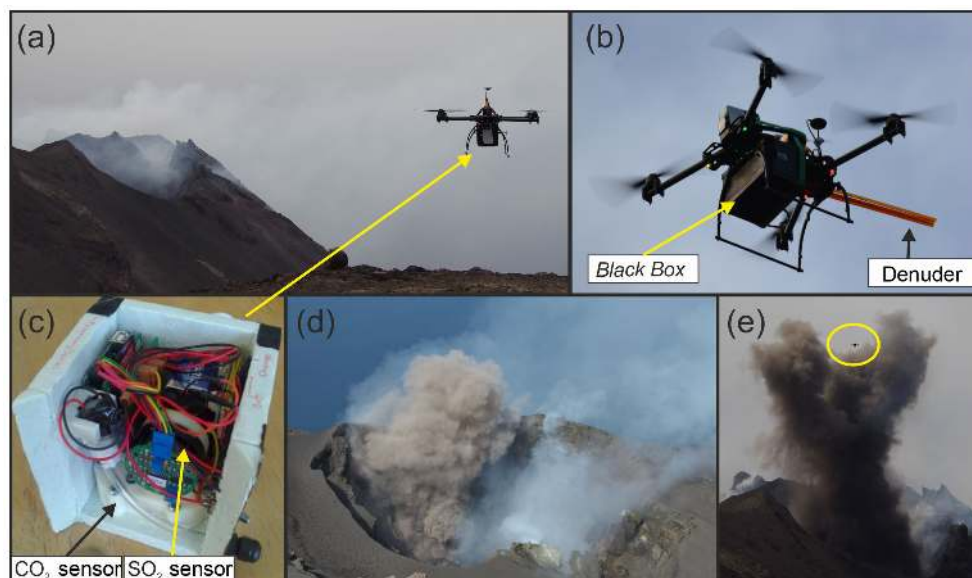 (a)
(b)
Black Box
Denuder
(c)
(d)
(e)
CO₂ sensor
SO₂ sensor